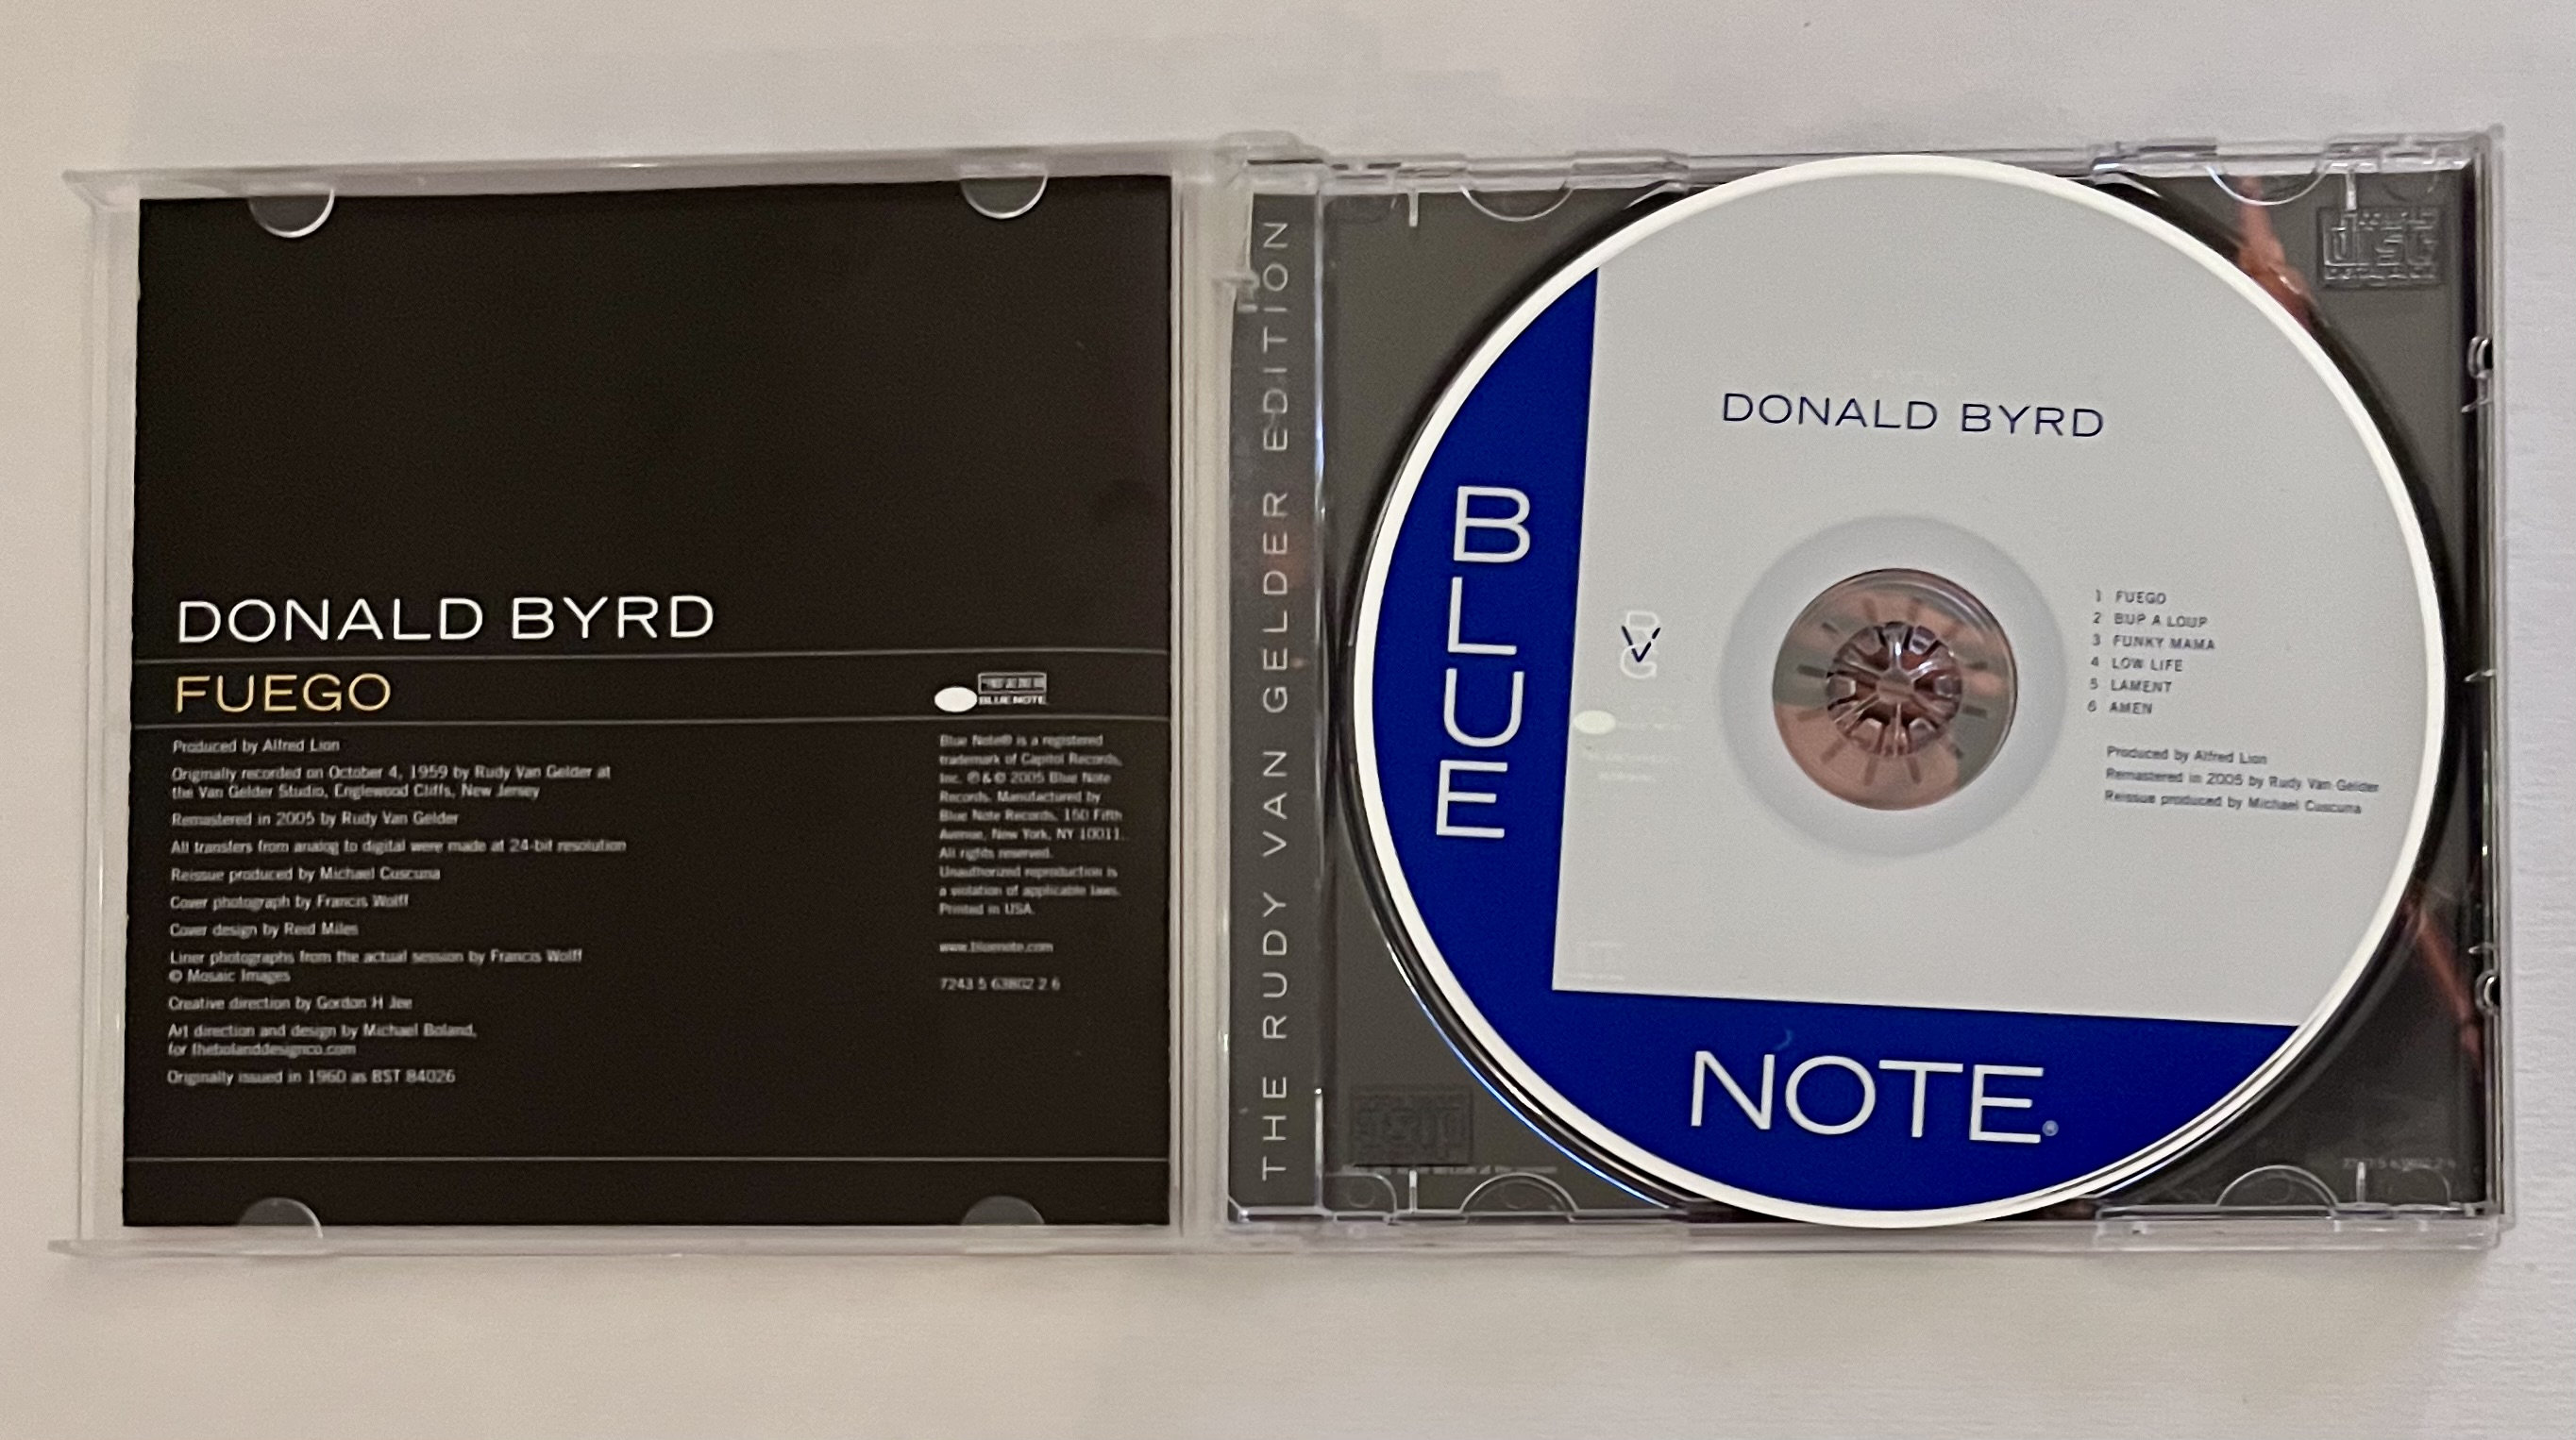 DONALD BYRD
FUEGO
BLUE NOTE
Produced by Alfred Lion
Originally recorded on October 4, 1959 by Rudy Van Gelder at
the Van Gelder Studio, Englewood Cliffs, New Jersey
Remastered in 2005 by Rudy Van Gelder
All transfers from analog to digital were made at 24-bit resolution
Reissue produced by Michael Cuscuna
Cover photograph by Francis Wolff
Cover design by Reid Miles
Liner photographs from the actual session by Francis Wolff
© Mosaic Images
Creative direction by Gordon H Jee
Art direction and design by Michael Boland,
for thebolanddesignco.com
Originally issued in 1960 as BST 84026
Blue Note® is a registered
trademark of Capitol Records,
Inc. ℗&© 2005 Blue Note
Records. Manufactured by
Blue Note Records, 150 Fifth
Avenue, New York, NY 10011.
All rights reserved.
Unauthorized reproduction is
a violation of applicable laws.
Printed in USA.
www.bluenote.com
7243 5 63802 2 6
THE RUDY VAN GELDER EDITION
DONALD BYRD
BLUE
NOTE®
RVG
1 FUEGO
2 BUP A LOUP
3 FUNKY MAMA
4 LOW LIFE
5 LAMENT
6 AMEN
Produced by Alfred Lion
Remastered in 2005 by Rudy Van Gelder
Reissue produced by Michael Cuscuna
disc